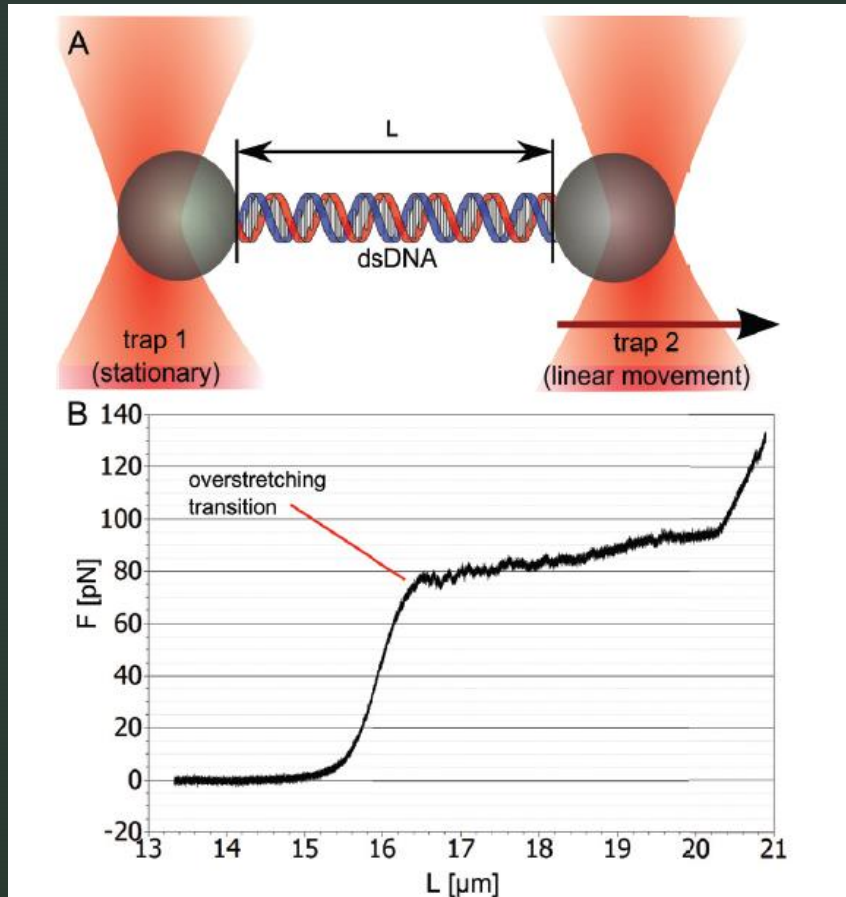 A
L
dsDNA
trap 1
(stationary)
trap 2
(linear movement)
B
140
120
100
80
60
40
20
0
-20
overstretching
transition
F [pN]
13 14 15 16 17 18 19 20 21
L [µm]